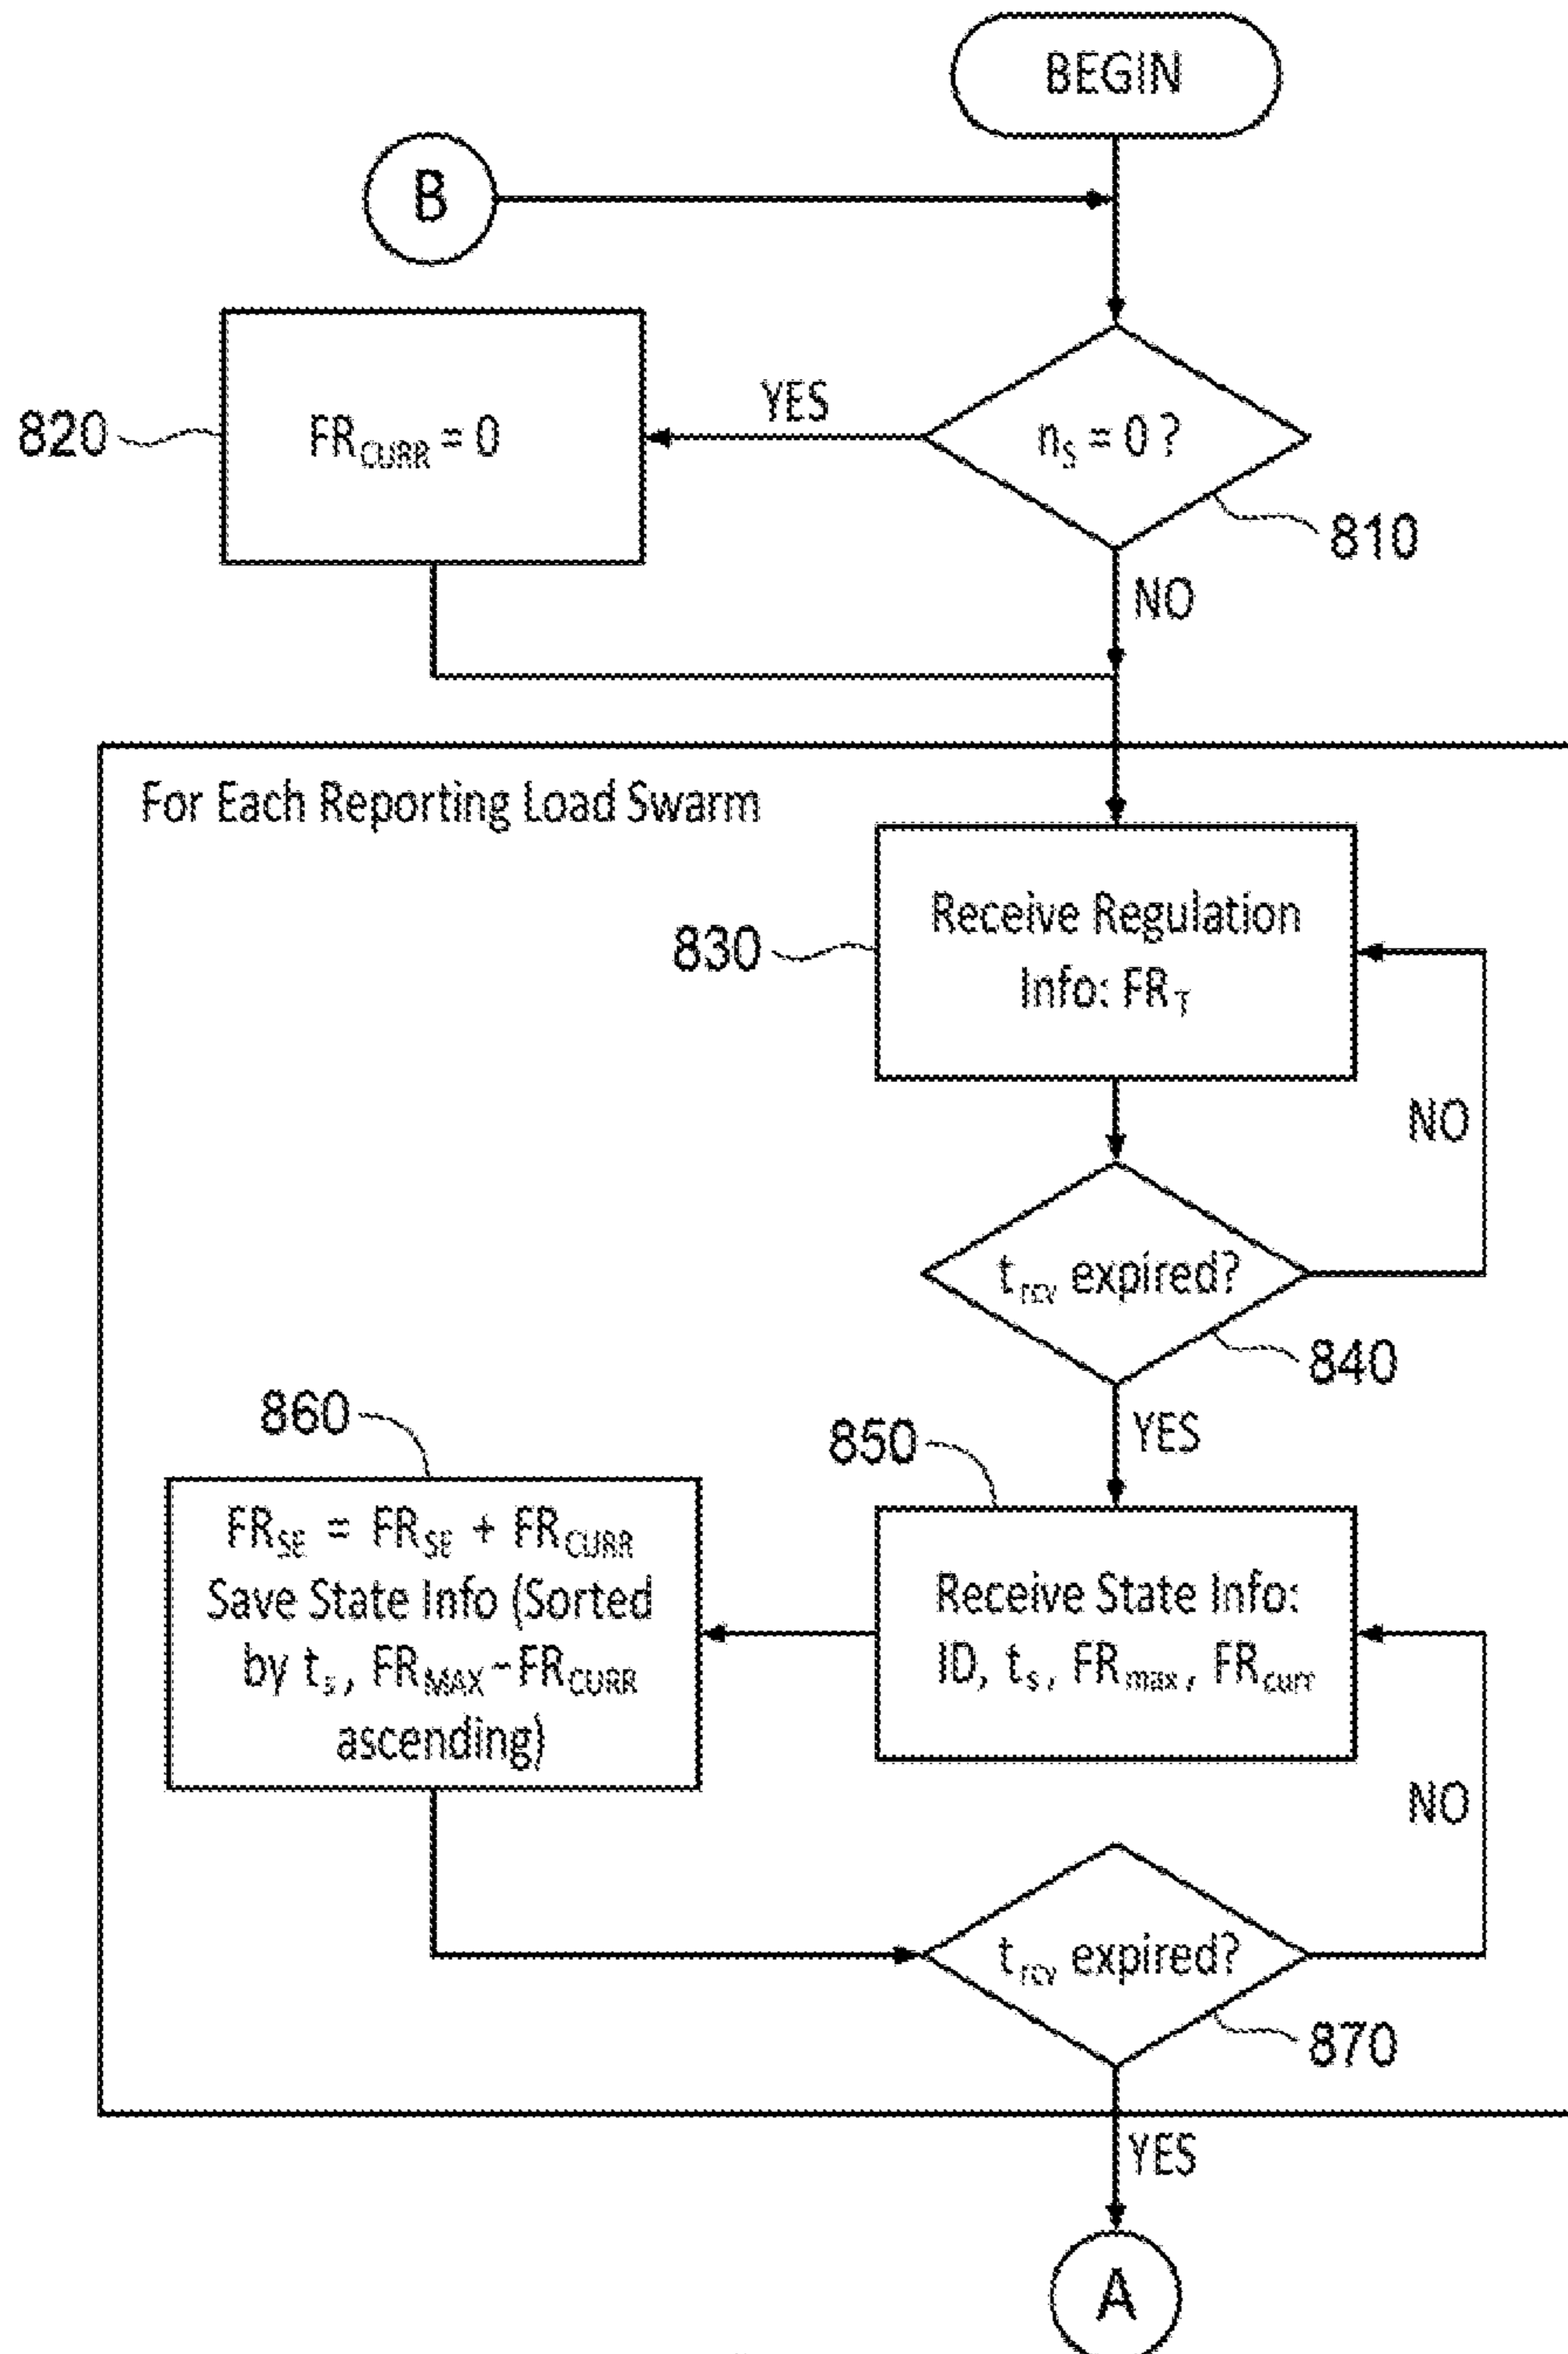 BEGIN
B
YES
820
FR_CURR = 0
n_S = 0 ?
810
NO
For Each Reporting Load Swarm
830
Receive Regulation
Info: FR_T
NO
t_rcv expired?
840
YES
860
850
FR_SE = FR_SE + FR_CURR
Save State Info (Sorted
by t_s, FR_MAX-FR_CURR
ascending)
Receive State Info:
ID, t_s, FR_max, FR_curr
NO
t_rcv expired?
870
YES
A